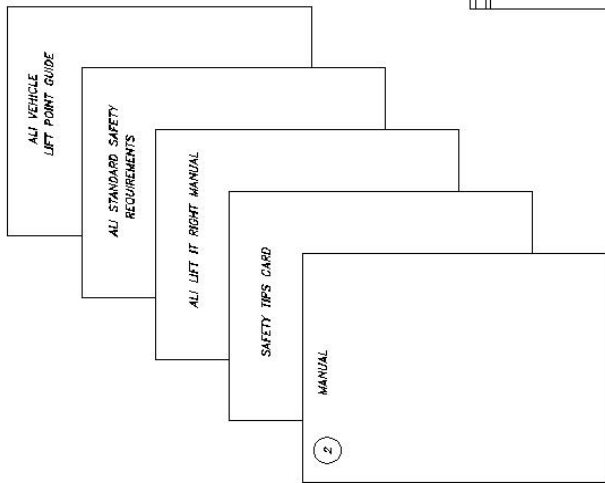 ALI VEHICLE
LIFT POINT GUIDE
ALI STANDARD SAFETY
REQUIREMENTS
ALI LIFT IT RIGHT MANUAL
SAFETY TIPS CARD
MANUAL
2